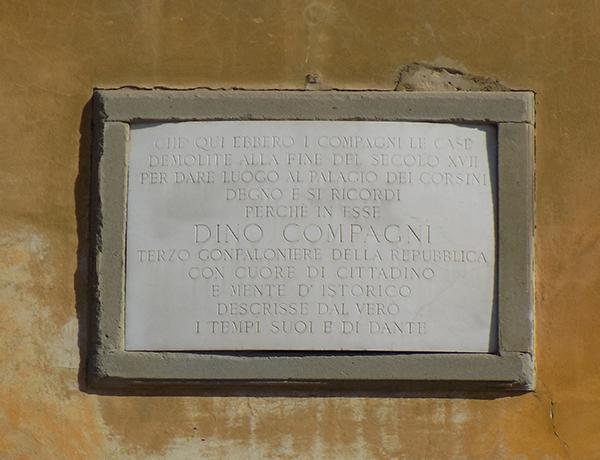 CHE QUI EBBERO I COMPAGNI LE CASE
DEMOLITE ALLA FINE DEL SECOLO XVII
PER DARE LUOGO AL PALAGIO DEI CORSINI
DEGNO È SI RICORDI
PERCHÈ IN ESSE
DINO COMPAGNI
TERZO GONFALONIERE DELLA REPUBBLICA
CON CUORE DI CITTADINO
E MENTE D' ISTORICO
DESCRISSE DAL VERO
I TEMPI SUOI E DI DANTE